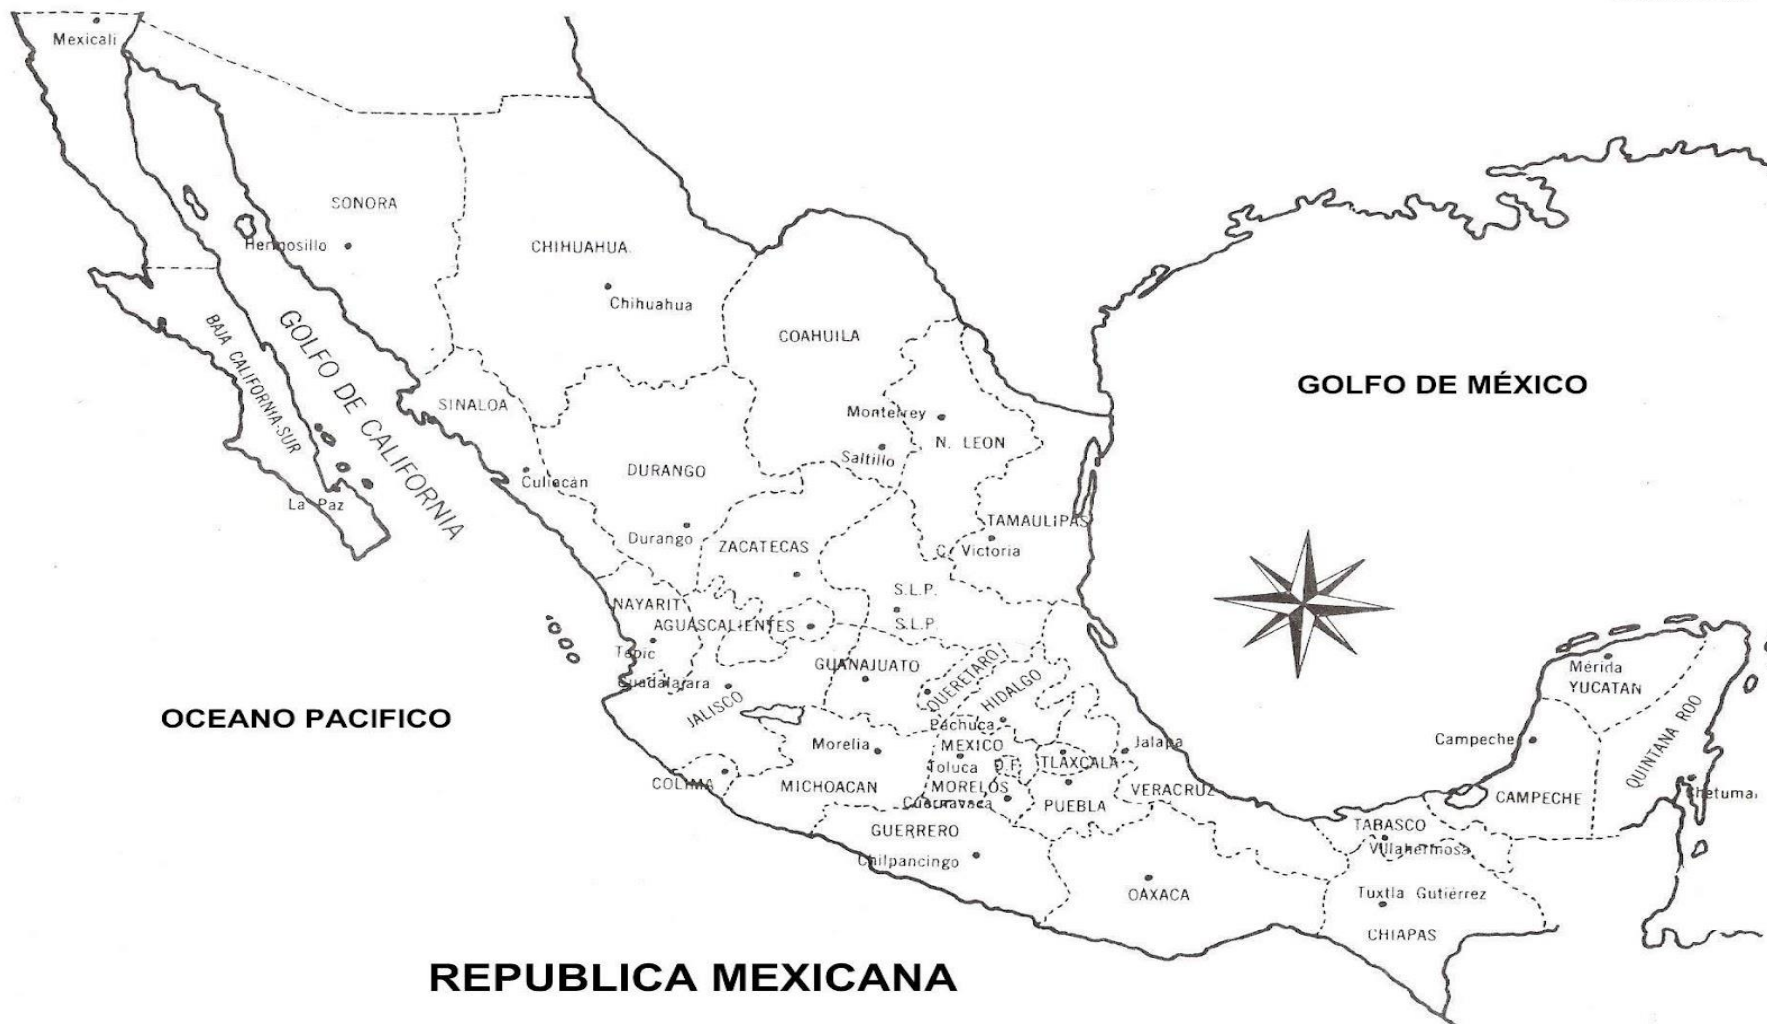 Mexicali
SONORA
Hermosillo
CHIHUAHUA.
Chihuahua
COAHUILA
BAJA CALIFORNIA-SUR
GOLFO DE CALIFORNIA
SINALOA
Monterrey
N. LEON
Saltillo
GOLFO DE MÉXICO
DURANGO
Culiacán
La Paz
Durango
ZACATECAS
TAMAULIPAS
C. Victoria
S.L.P.
S.L.P.
NAYARIT
AGUASCALIENTES
Tepic
Guadalajara
JALISCO
GUANAJUATO
QUERETARO
HIDALGO
Pachuca
OCEANO PACIFICO
Morelia
MEXICO
Toluca
D.F.
TLAXCALA
Jalapa
COLIMA
MICHOACAN
MORELOS
Cuernavaca
PUEBLA
VERACRUZ
GUERRERO
Chilpancingo
OAXACA
Mérida
YUCATAN
Campeche
QUINTANA ROO
CAMPECHE
Chetumal
TABASCO
Villahermosa
Tuxtla Gutiérrez
CHIAPAS
REPUBLICA MEXICANA